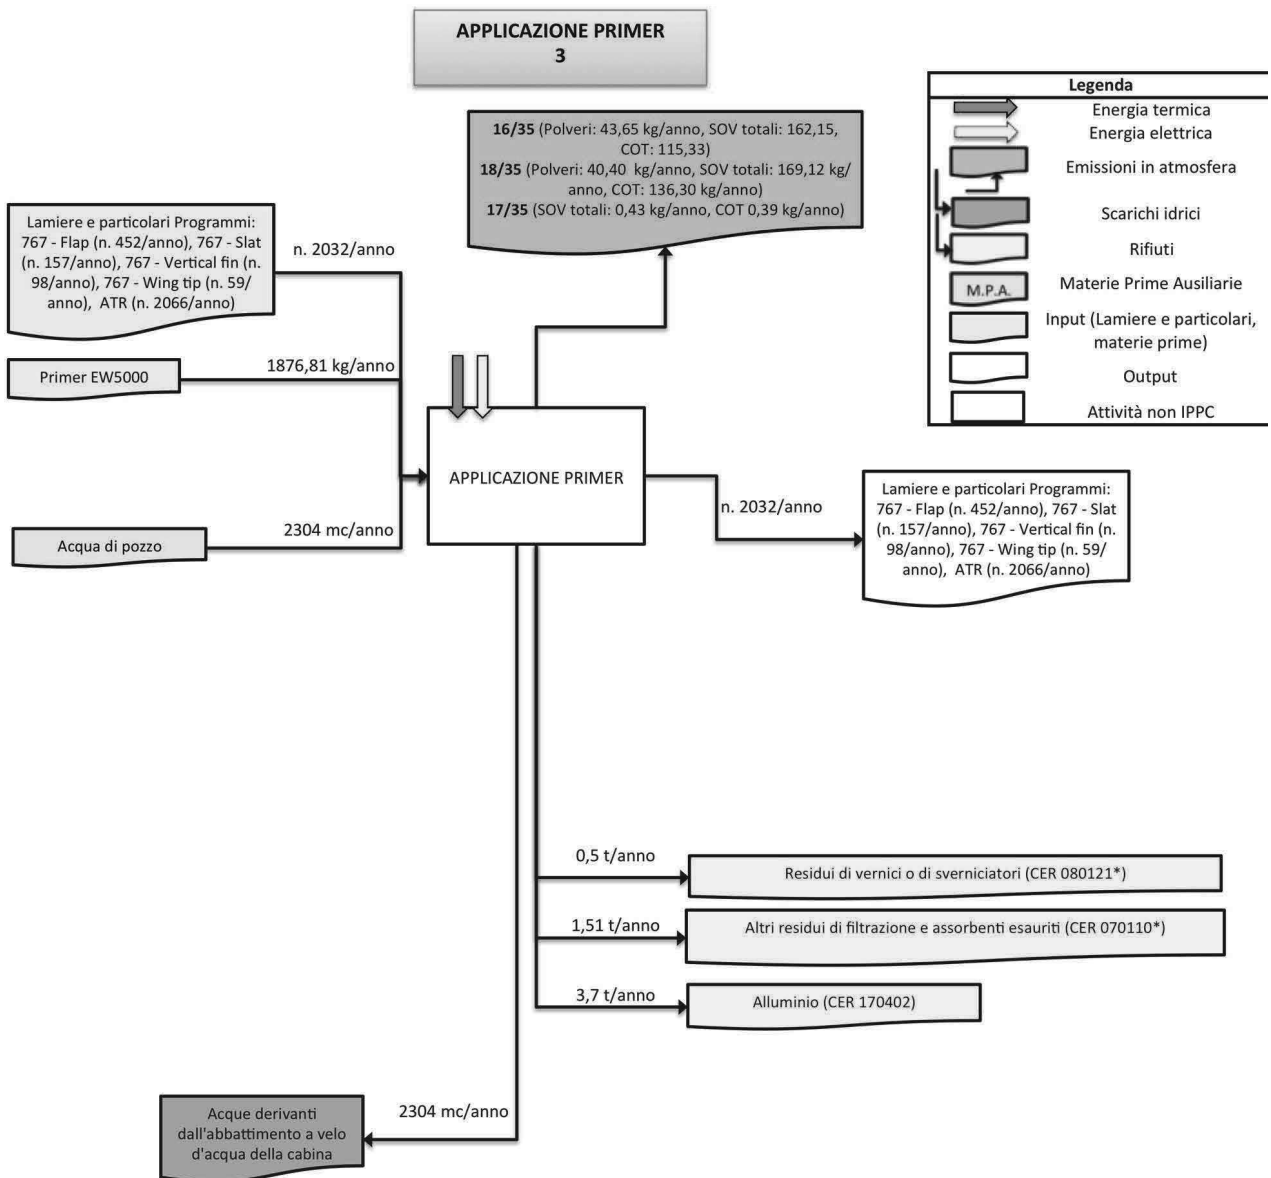 APPLICAZIONE PRIMER
3
16/35 (Polveri: 43,65 kg/anno, SOV totali: 162,15,
COT: 115,33)
18/35 (Polveri: 40,40 kg/anno, SOV totali: 169,12 kg/
anno, COT: 136,30 kg/anno)
17/35 (SOV totali: 0,43 kg/anno, COT 0,39 kg/anno)
Legenda
Energia termica
Energia elettrica
Emissioni in atmosfera
Scarichi idrici
Rifiuti
M.P.A.
Materie Prime Ausiliarie
Input (Lamiere e particolari,
materie prime)
Output
Attività non IPPC
Lamiere e particolari Programmi:
767 - Flap (n. 452/anno), 767 - Slat
(n. 157/anno), 767 - Vertical fin (n.
98/anno), 767 - Wing tip (n. 59/
anno), ATR (n. 2066/anno)
n. 2032/anno
Primer EW5000
1876,81 kg/anno
Acqua di pozzo
2304 mc/anno
APPLICAZIONE PRIMER
n. 2032/anno
Lamiere e particolari Programmi:
767 - Flap (n. 452/anno), 767 - Slat
(n. 157/anno), 767 - Vertical fin (n.
98/anno), 767 - Wing tip (n. 59/
anno), ATR (n. 2066/anno)
0,5 t/anno
Residui di vernici o di sverniciatori (CER 080121*)
1,51 t/anno
Altri residui di filtrazione e assorbenti esauriti (CER 070110*)
3,7 t/anno
Alluminio (CER 170402)
2304 mc/anno
Acque derivanti
dall'abbattimento a velo
d'acqua della cabina